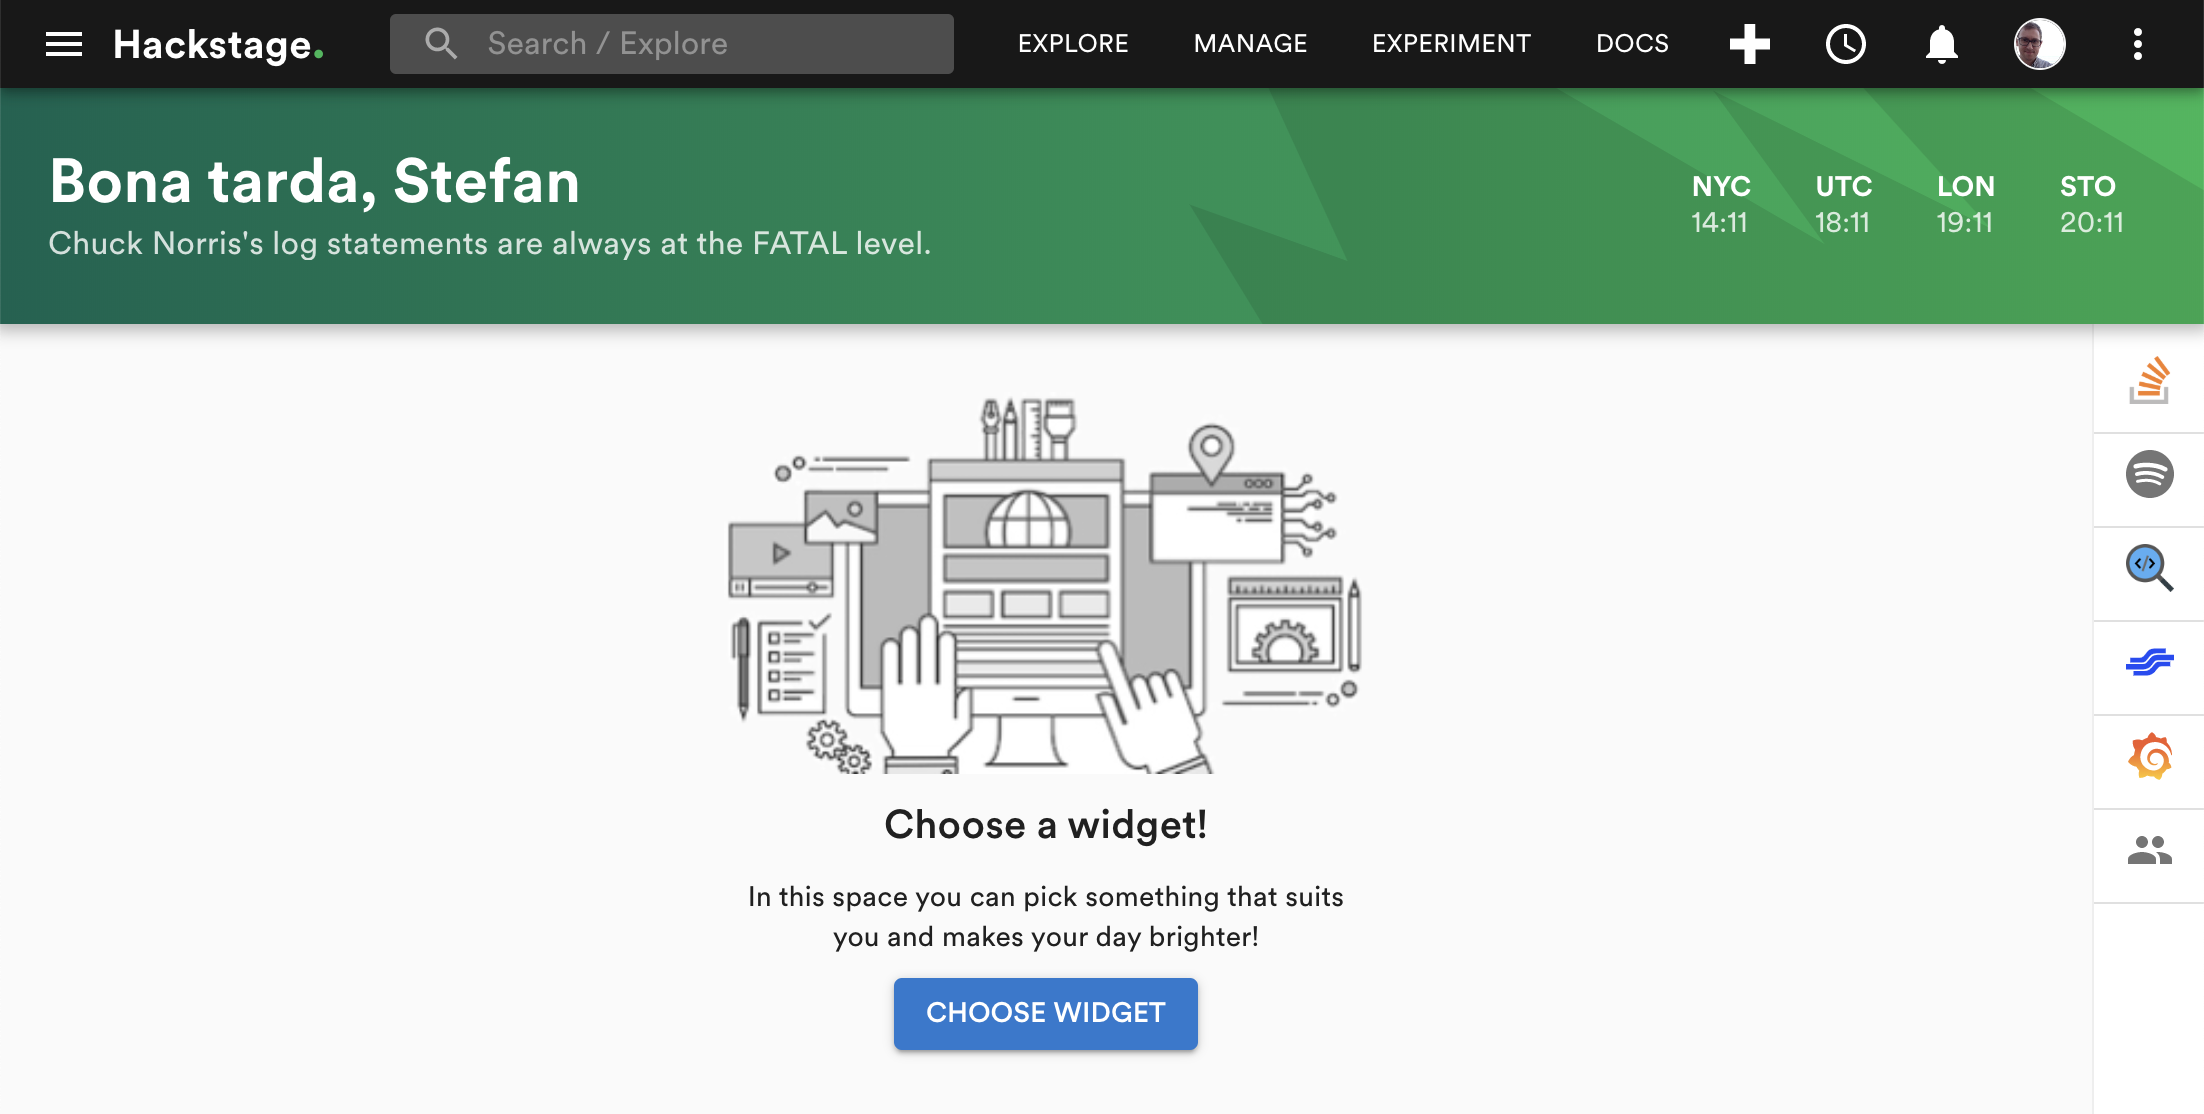 Hackstage.
Search / Explore
EXPLORE
MANAGE
EXPERIMENT
DOCS
Bona tarda, Stefan
Chuck Norris's log statements are always at the FATAL level.
NYC
14:11
UTC
18:11
LON
19:11
STO
20:11
</>
Choose a widget!
In this space you can pick something that suits
you and makes your day brighter!
CHOOSE WIDGET